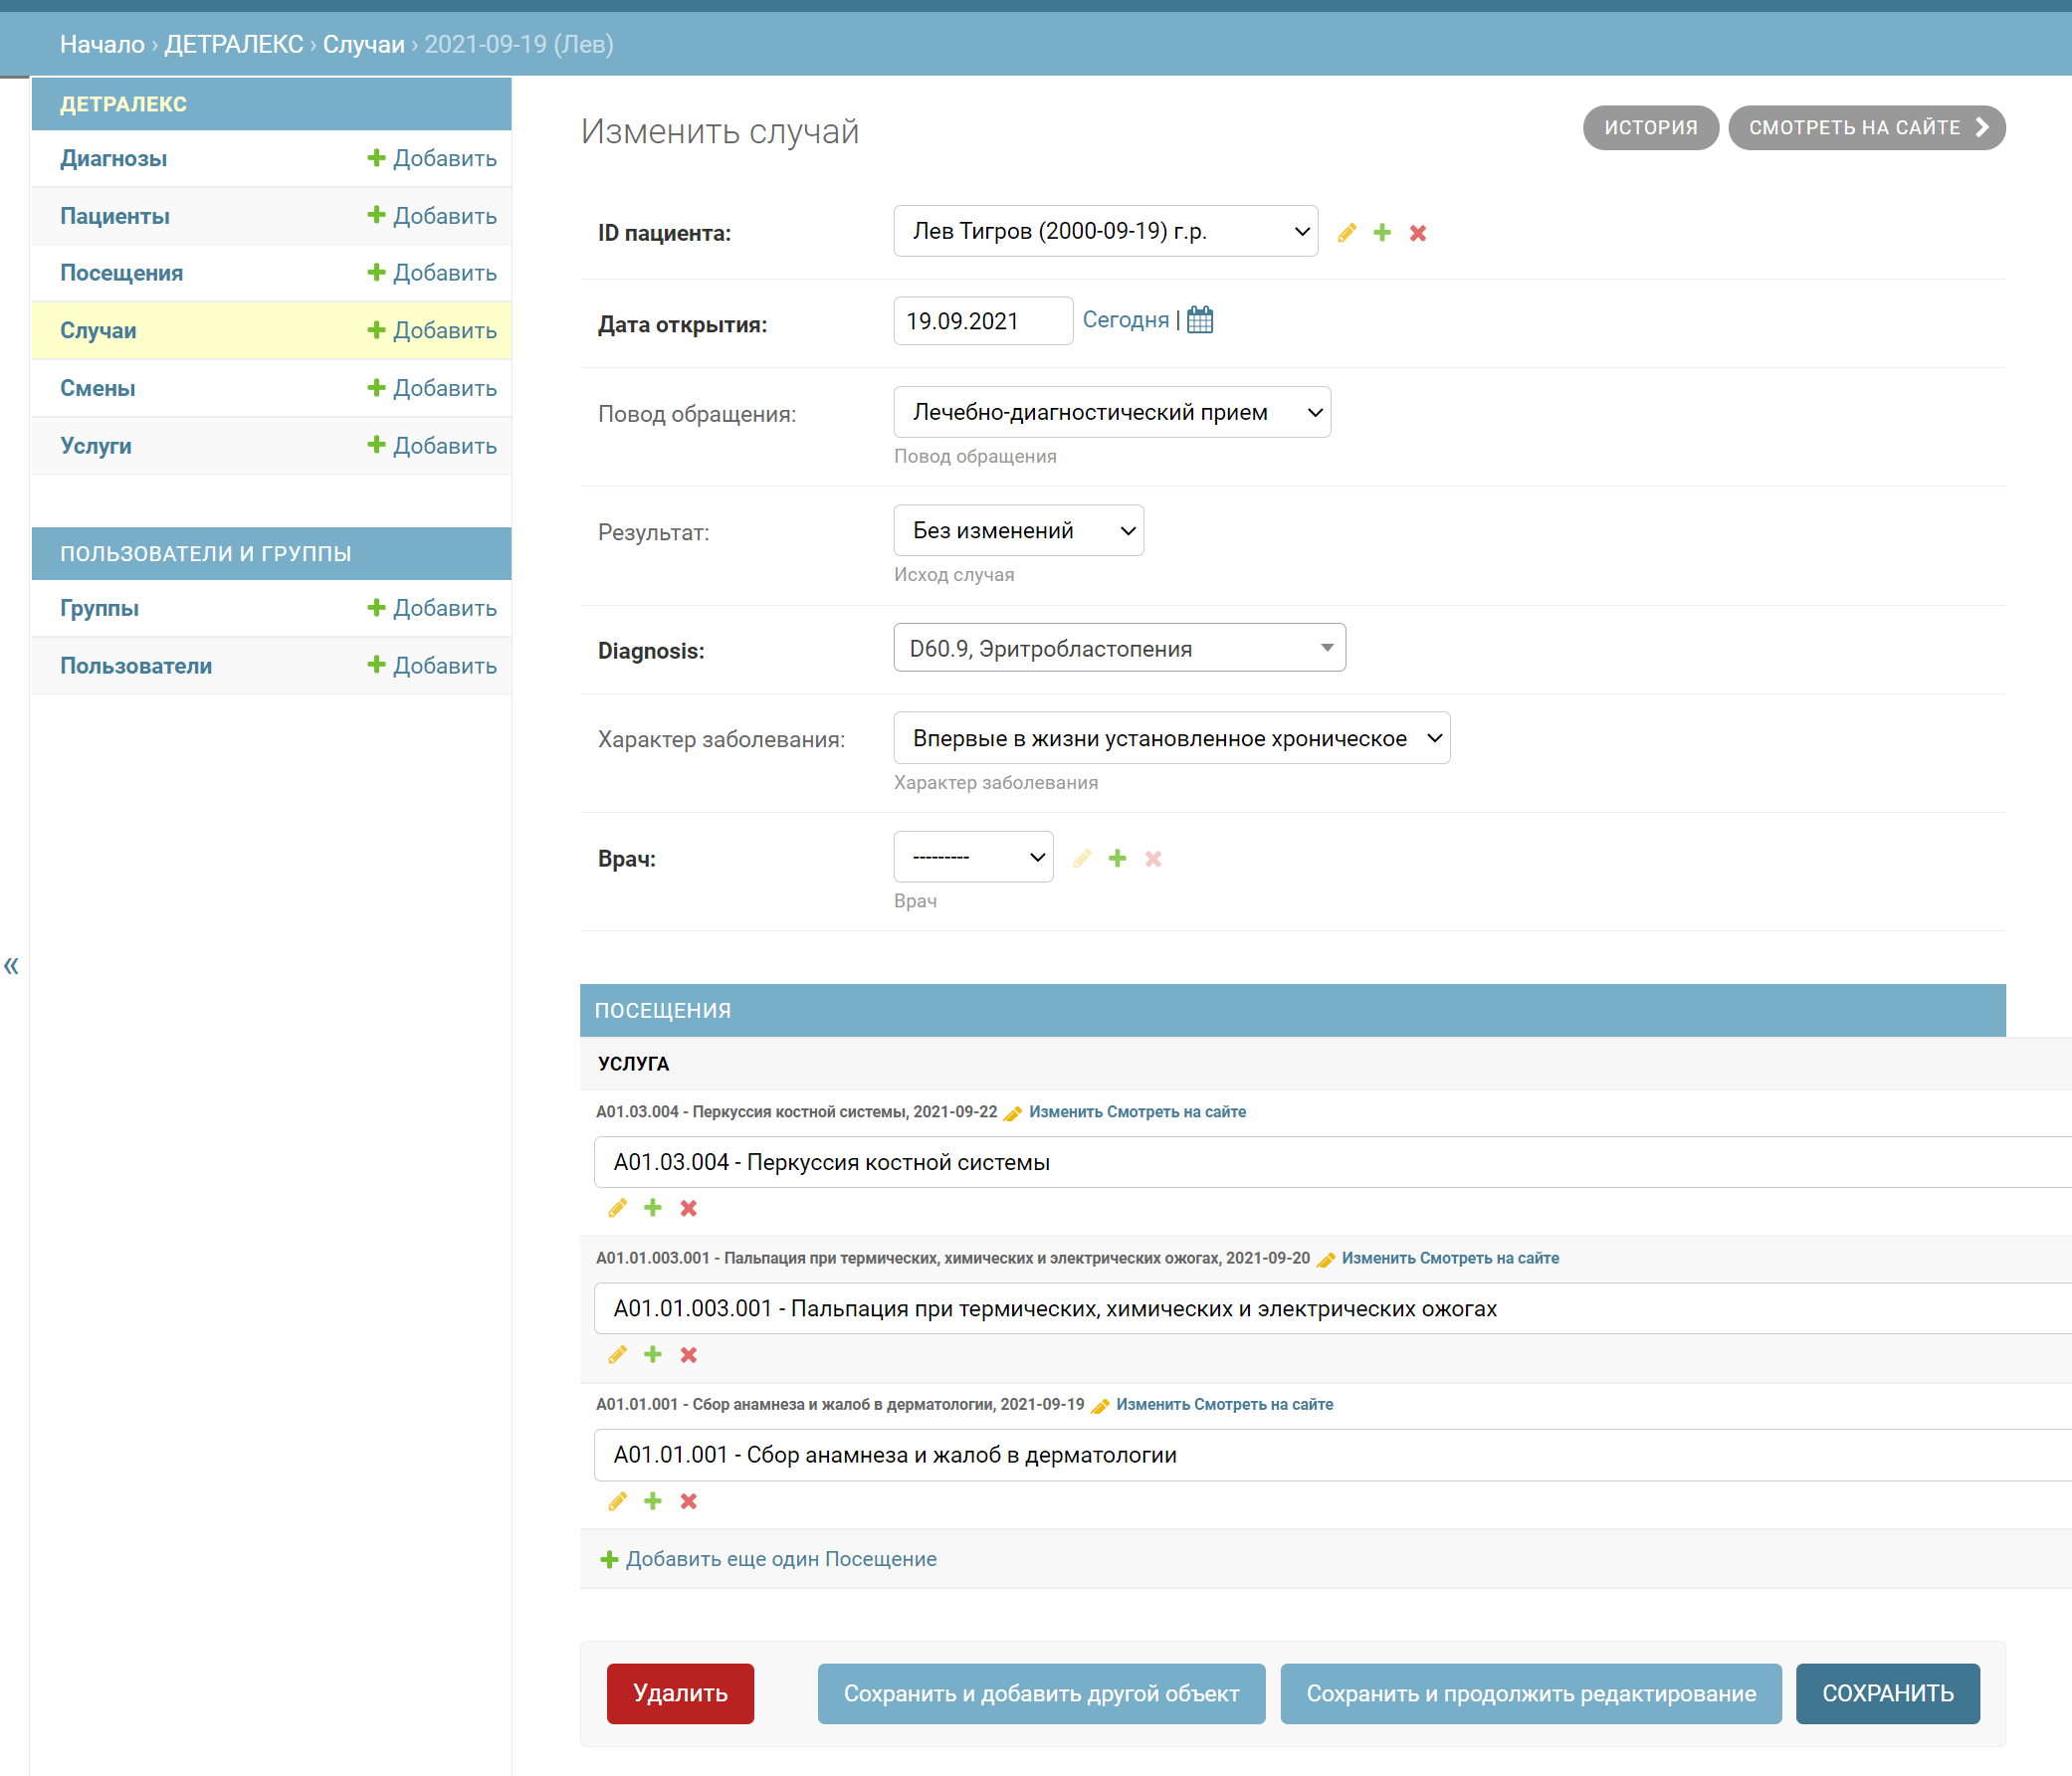 Начало › ДЕТРАЛЕКС › Случаи › 2021-09-19 (Лев)
ДЕТРАЛЕКС
Диагнозы Добавить
Пациенты Добавить
Посещения Добавить
Случаи Добавить
Смены Добавить
Услуги Добавить
ПОЛЬЗОВАТЕЛИ И ГРУППЫ
Группы Добавить
Пользователи Добавить
«
Изменить случай
ИСТОРИЯ
СМОТРЕТЬ НА САЙТЕ
ID пациента: Лев Тигров (2000-09-19) г.р.
Дата открытия: 19.09.2021 Сегодня |
Повод обращения: Лечебно-диагностический прием
Повод обращения
Результат: Без изменений
Исход случая
Diagnosis: D60.9, Эритробластопения
Характер заболевания: Впервые в жизни установленное хроническое
Характер заболевания
Врач: ---------
Врач
ПОСЕЩЕНИЯ
УСЛУГА
A01.03.004 - Перкуссия костной системы, 2021-09-22 Изменить Смотреть на сайте
A01.03.004 - Перкуссия костной системы
A01.01.003.001 - Пальпация при термических, химических и электрических ожогах, 2021-09-20 Изменить Смотреть на сайте
A01.01.003.001 - Пальпация при термических, химических и электрических ожогах
A01.01.001 - Сбор анамнеза и жалоб в дерматологии, 2021-09-19 Изменить Смотреть на сайте
A01.01.001 - Сбор анамнеза и жалоб в дерматологии
Добавить еще один Посещение
Удалить
Сохранить и добавить другой объект
Сохранить и продолжить редактирование
СОХРАНИТЬ